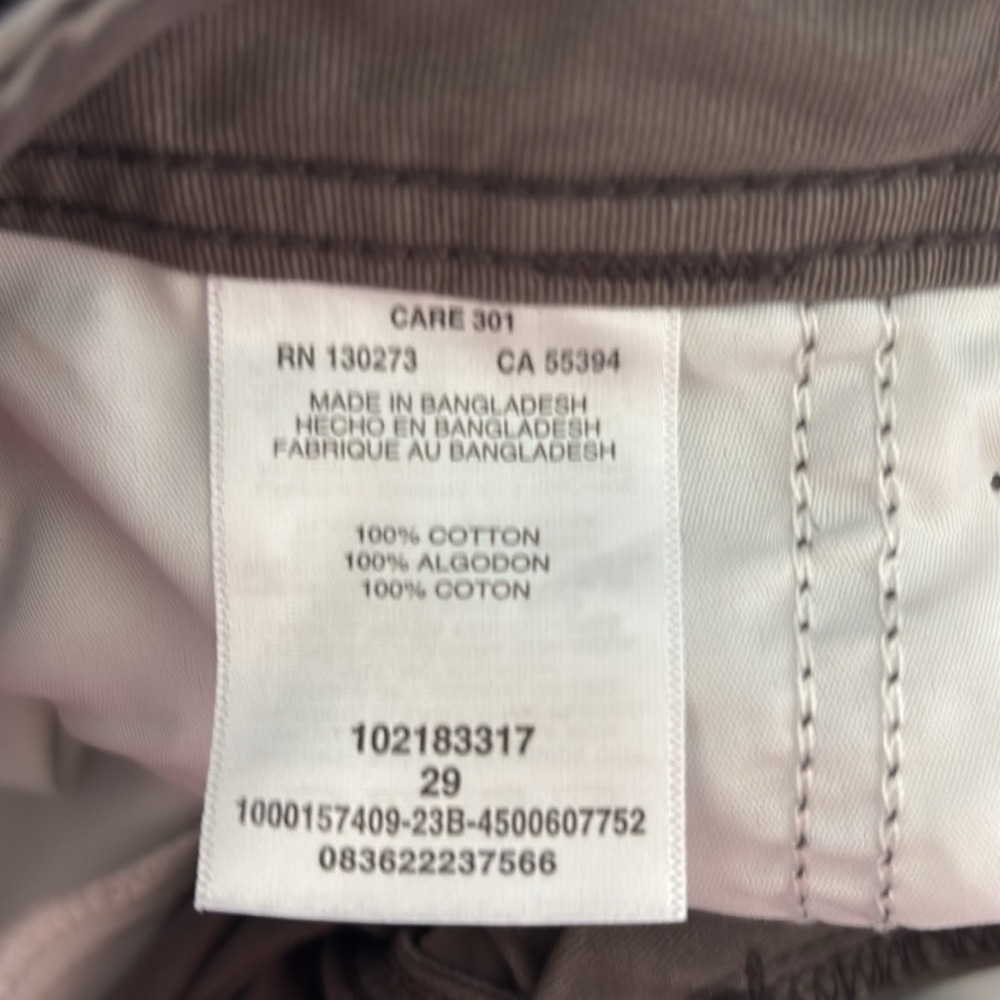 CARE 301
RN 130273 CA 55394
MADE IN BANGLADESH
HECHO EN BANGLADESH
FABRIQUE AU BANGLADESH
100% COTTON
100% ALGODON
100% COTON
102183317
29
1000157409-23B-4500607752
083622237566